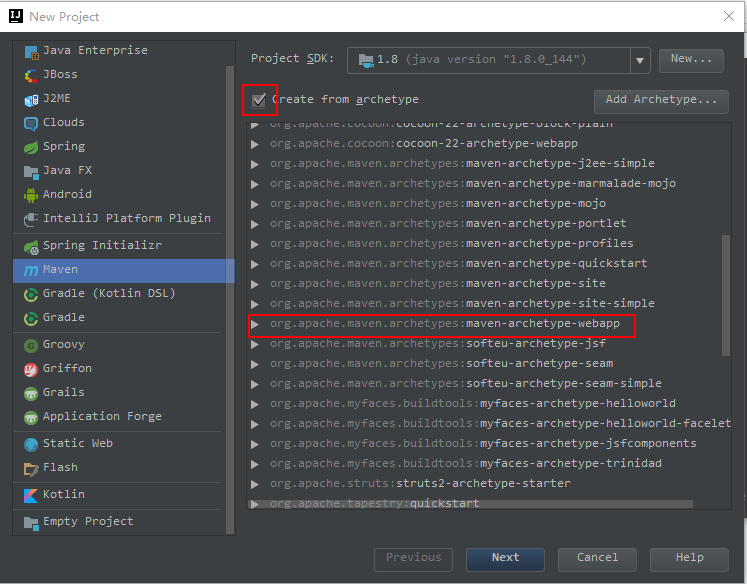 New Project
Java Enterprise
JBoss
J2ME
Clouds
Spring
Java FX
Android
IntelliJ Platform Plugin
Spring Initializr
Maven
Gradle (Kotlin DSL)
Gradle
Groovy
Griffon
Grails
Application Forge
Static Web
Flash
Kotlin
Empty Project
Project SDK: 1.8 (java version "1.8.0_144") New...
Create from archetype Add Archetype...
org.apache.cocoon:cocoon-22-archetype-block-plain
org.apache.cocoon:cocoon-22-archetype-webapp
org.apache.maven.archetypes:maven-archetype-j2ee-simple
org.apache.maven.archetypes:maven-archetype-marmalade-mojo
org.apache.maven.archetypes:maven-archetype-mojo
org.apache.maven.archetypes:maven-archetype-portlet
org.apache.maven.archetypes:maven-archetype-profiles
org.apache.maven.archetypes:maven-archetype-quickstart
org.apache.maven.archetypes:maven-archetype-site
org.apache.maven.archetypes:maven-archetype-site-simple
org.apache.maven.archetypes:maven-archetype-webapp
org.apache.maven.archetypes:softeu-archetype-jsf
org.apache.maven.archetypes:softeu-archetype-seam
org.apache.maven.archetypes:softeu-archetype-seam-simple
org.apache.myfaces.buildtools:myfaces-archetype-helloworld
org.apache.myfaces.buildtools:myfaces-archetype-helloworld-facelet
org.apache.myfaces.buildtools:myfaces-archetype-jsfcomponents
org.apache.myfaces.buildtools:myfaces-archetype-trinidad
org.apache.struts:struts2-archetype-starter
org.apache.tapestry:quickstart
Previous Next Cancel Help